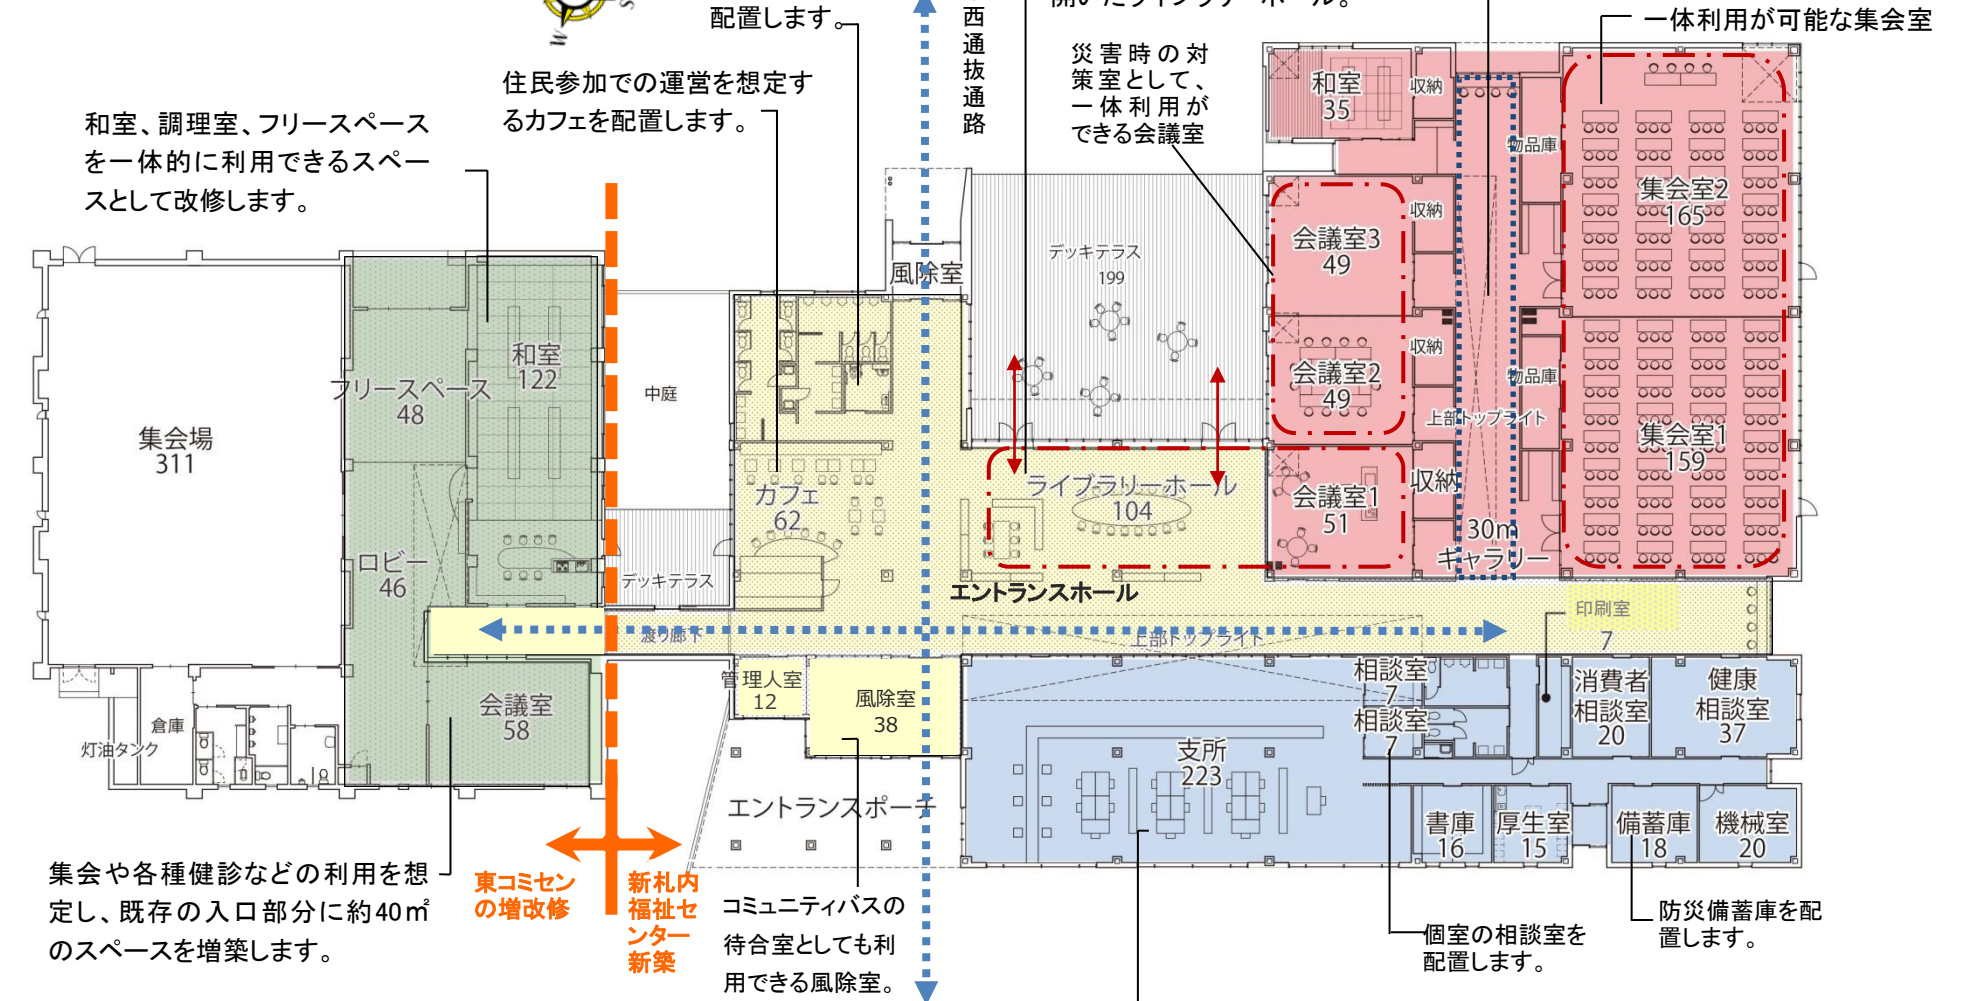 配置します。
西通抜通路
一体利用が可能な集会室
災害時の対
策室として、
一体利用が
できる会議室
住民参加での運営を想定す
るカフェを配置します。
和室、調理室、フリースペース
を一体的に利用できるスペー
スとして改修します。
和室
35
収納
物品庫
集会室2
165
会議室3
49
収納
デッキテラス
199
風除室
会議室2
49
収納
物品庫
上部トップライト
集会室1
159
和室
122
フリースペース
48
中庭
集会場
311
カフェ
62
ライブラリーホール
104
会議室1
51
収納
30m
ギャラリー
ロビー
46
デッキテラス
エントランスホール
印刷室
7
渡り廊下
上部トップライト
管理人室
12
風除室
38
相談室
7
相談室
7
消費者
相談室
20
健康
相談室
37
会議室
58
倉庫
灯油タンク
支所
223
エントランスポーチ
書庫
16
厚生室
15
備蓄庫
18
機械室
20
集会や各種健診などの利用を想
定し、既存の入口部分に約40㎡
のスペースを増築します。
東コミセン
の増改修
新札内
福祉セ
ンター
新築
コミュニティバスの
待合室としても利
用できる風除室。
個室の相談室を
配置します。
防災備蓄庫を配
置します。